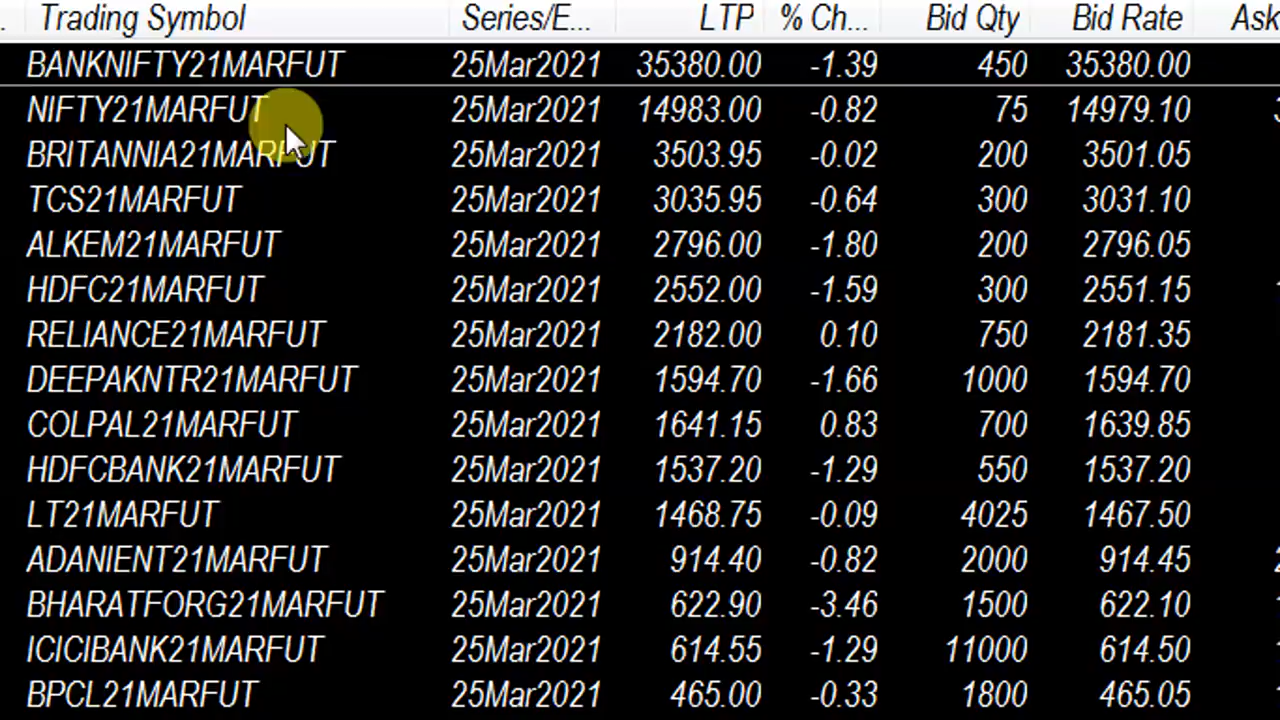 Trading Symbol Series/E... LTP % Ch... Bid Qty Bid Rate Ask
BANKNIFTY21MARFUT 25Mar2021 35380.00 -1.39 450 35380.00
NIFTY21MARFUT 25Mar2021 14983.00 -0.82 75 14979.10
BRITANNIA21MARFUT 25Mar2021 3503.95 -0.02 200 3501.05
TCS21MARFUT 25Mar2021 3035.95 -0.64 300 3031.10
ALKEM21MARFUT 25Mar2021 2796.00 -1.80 200 2796.05
HDFC21MARFUT 25Mar2021 2552.00 -1.59 300 2551.15
RELIANCE21MARFUT 25Mar2021 2182.00 0.10 750 2181.35
DEEPAKNTR21MARFUT 25Mar2021 1594.70 -1.66 1000 1594.70
COLPAL21MARFUT 25Mar2021 1641.15 0.83 700 1639.85
HDFCBANK21MARFUT 25Mar2021 1537.20 -1.29 550 1537.20
LT21MARFUT 25Mar2021 1468.75 -0.09 4025 1467.50
ADANIENT21MARFUT 25Mar2021 914.40 -0.82 2000 914.45
BHARATFORG21MARFUT 25Mar2021 622.90 -3.46 1500 622.10
ICICIBANK21MARFUT 25Mar2021 614.55 -1.29 11000 614.50
BPCL21MARFUT 25Mar2021 465.00 -0.33 1800 465.05